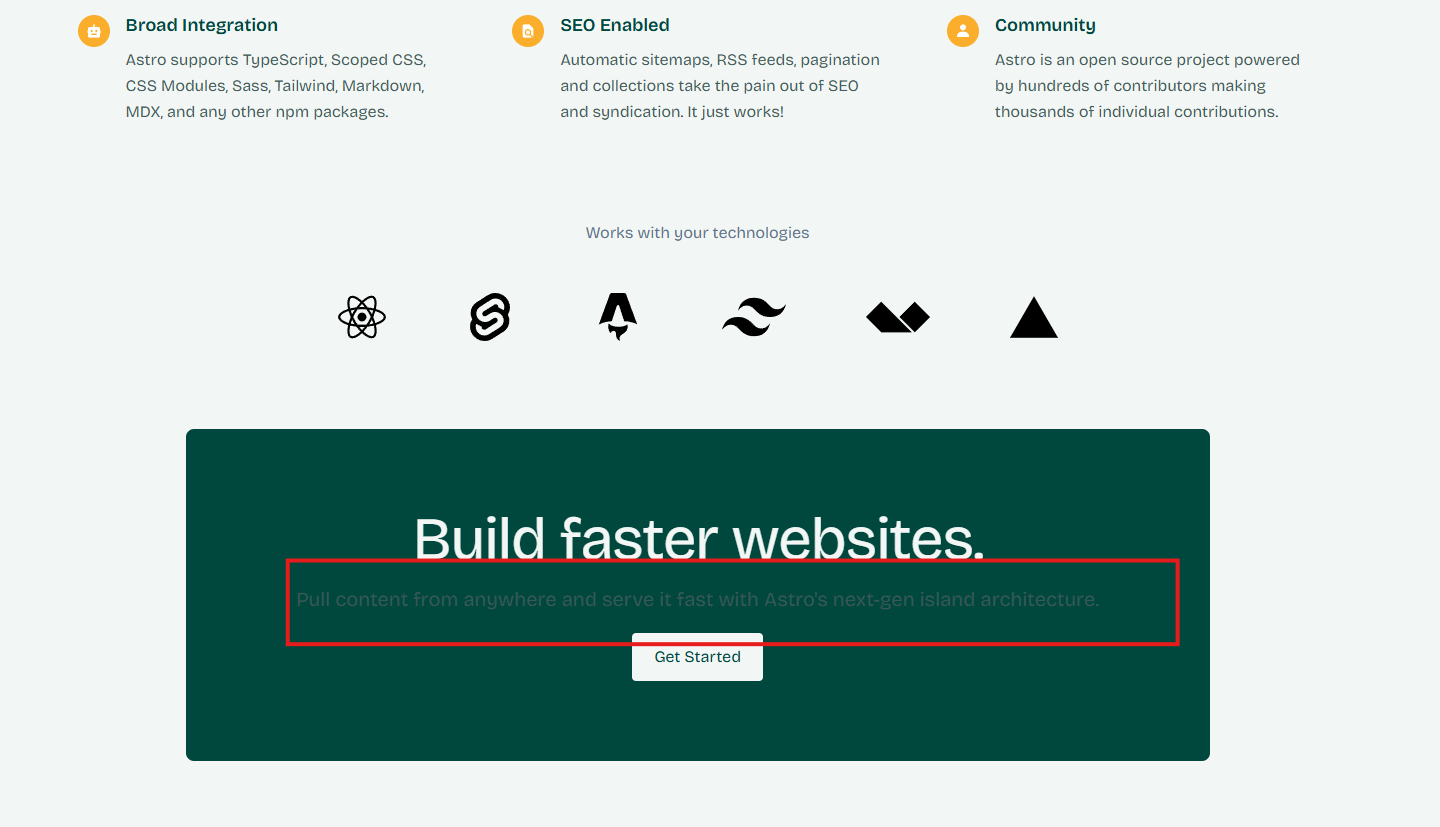 Broad Integration
Astro supports TypeScript, Scoped CSS,
CSS Modules, Sass, Tailwind, Markdown,
MDX, and any other npm packages.
SEO Enabled
Automatic sitemaps, RSS feeds, pagination
and collections take the pain out of SEO
and syndication. It just works!
Community
Astro is an open source project powered
by hundreds of contributors making
thousands of individual contributions.
Works with your technologies
Build faster websites.
Pull content from anywhere and serve it fast with Astro's next-gen island architecture.
Get Started